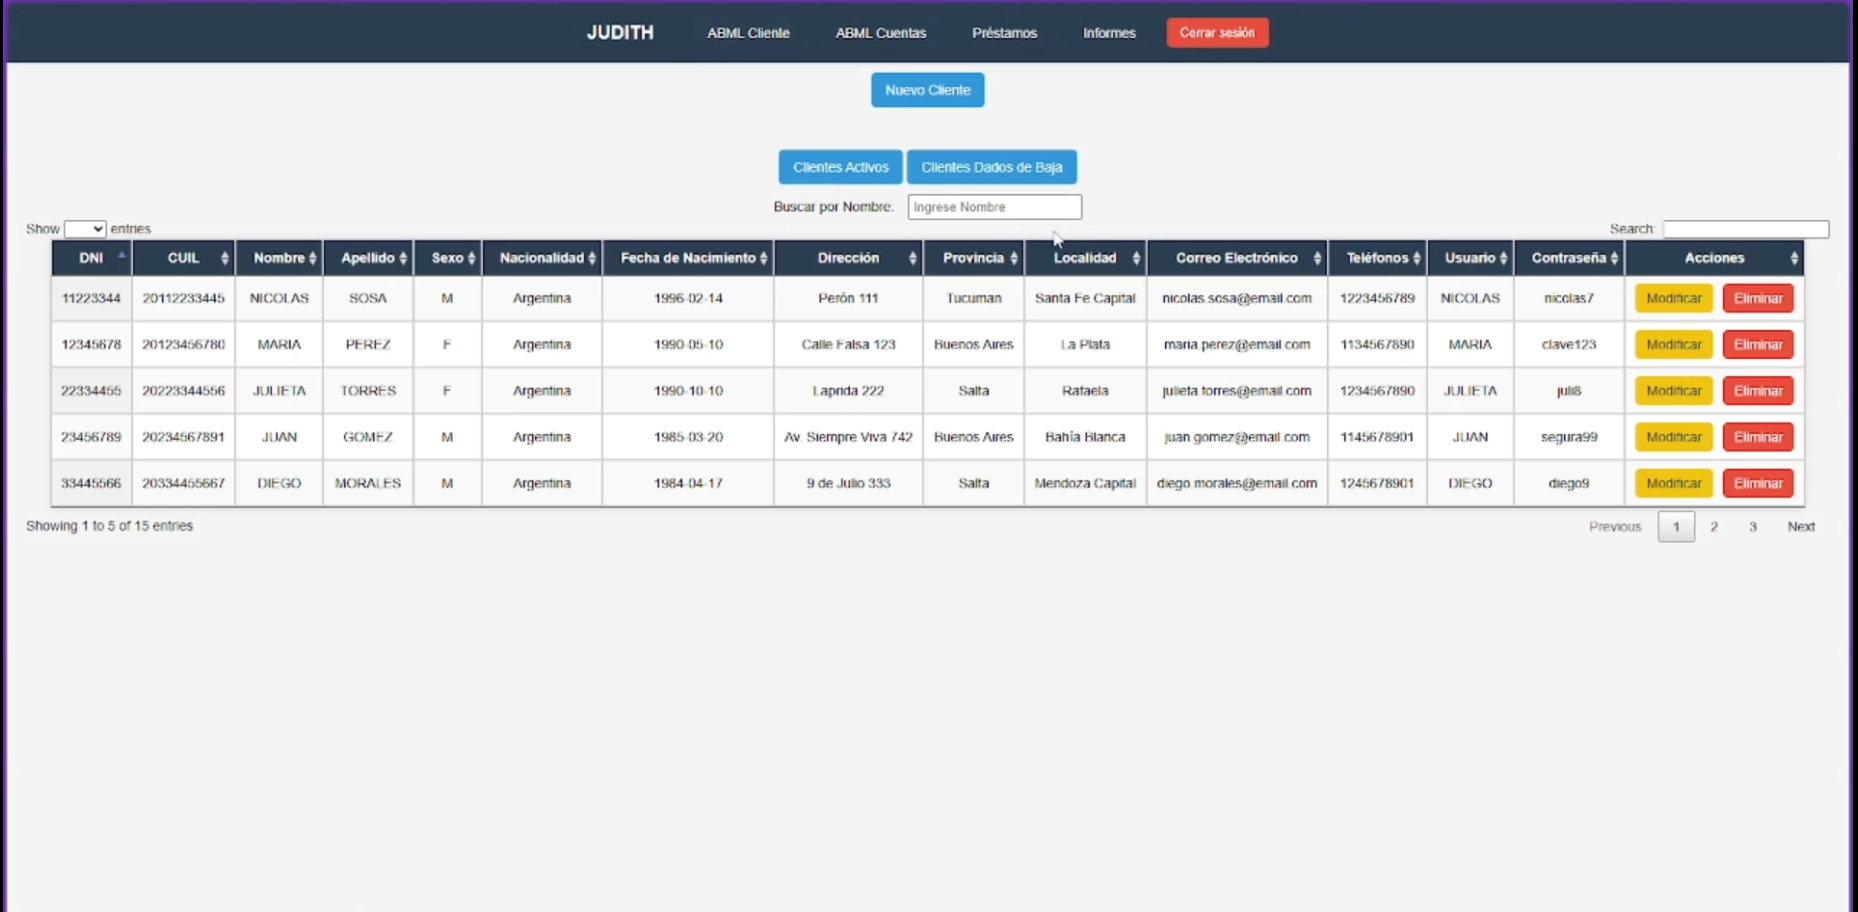 JUDITH ABML Cliente ABML Cuentas Préstamos Informes Cerrar sesión
Nuevo Cliente
Clientes Activos Clientes Dados de Baja
Buscar por Nombre: Ingrese Nombre
Show entries Search:
DNI CUIL Nombre Apellido Sexo Nacionalidad Fecha de Nacimiento Dirección Provincia Localidad Correo Electrónico Teléfonos Usuario Contraseña Acciones
11223344 20112233445 NICOLAS SOSA M Argentina 1996-02-14 Perón 111 Tucuman Santa Fe Capital nicolas.sosa@email.com 1223456789 NICOLAS nicolas7 Modificar Eliminar
12345678 20123456780 MARIA PEREZ F Argentina 1990-05-10 Calle Falsa 123 Buenos Aires La Plata maria.perez@email.com 1134567890 MARIA clave123 Modificar Eliminar
22334455 20223344556 JULIETA TORRES F Argentina 1990-10-10 Laprida 222 Salta Rafaela julieta.torres@email.com 1234567890 JULIETA juli8 Modificar Eliminar
23456789 20234567891 JUAN GOMEZ M Argentina 1985-03-20 Av. Siempre Viva 742 Buenos Aires Bahía Blanca juan.gomez@email.com 1145678901 JUAN segura99 Modificar Eliminar
33445566 20334455667 DIEGO MORALES M Argentina 1984-04-17 9 de Julio 333 Salta Mendoza Capital diego.morales@email.com 1245678901 DIEGO diego9 Modificar Eliminar
Showing 1 to 5 of 15 entries Previous 1 2 3 Next